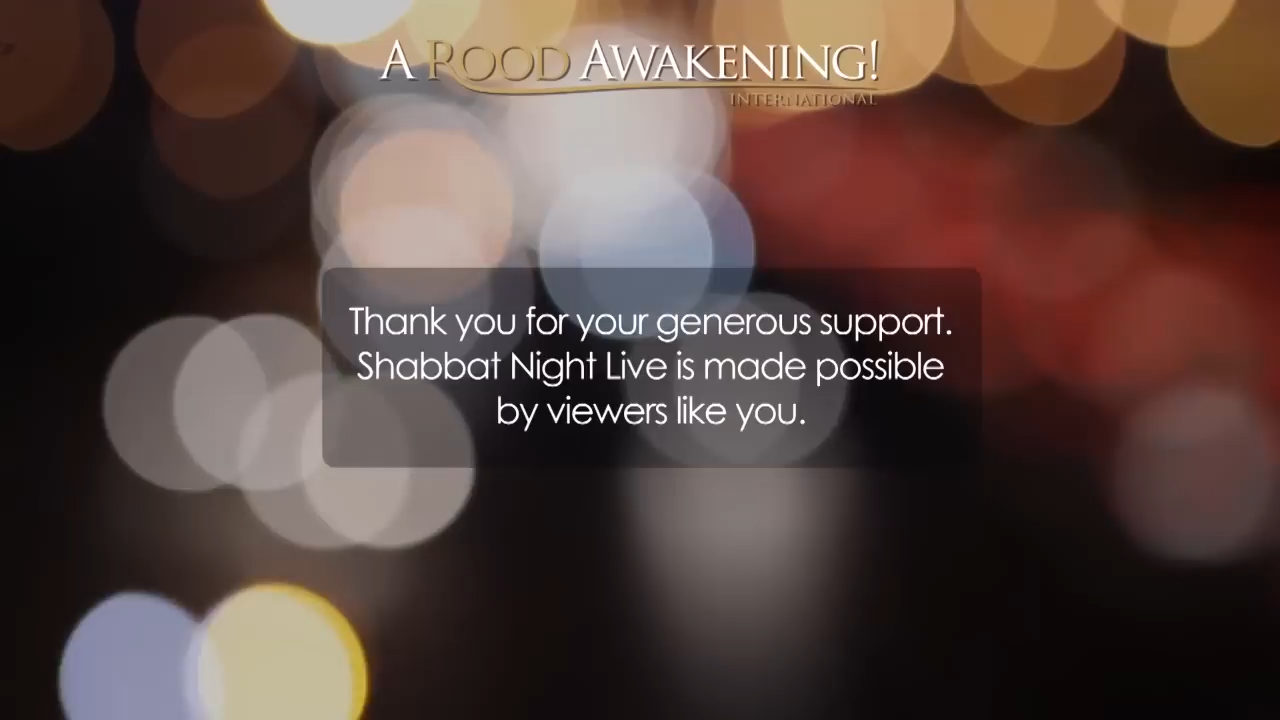 A ROOD AWAKENING!
INTERNATIONAL
Thank you for your generous support.
Shabbat Night Live is made possible
by viewers like you.